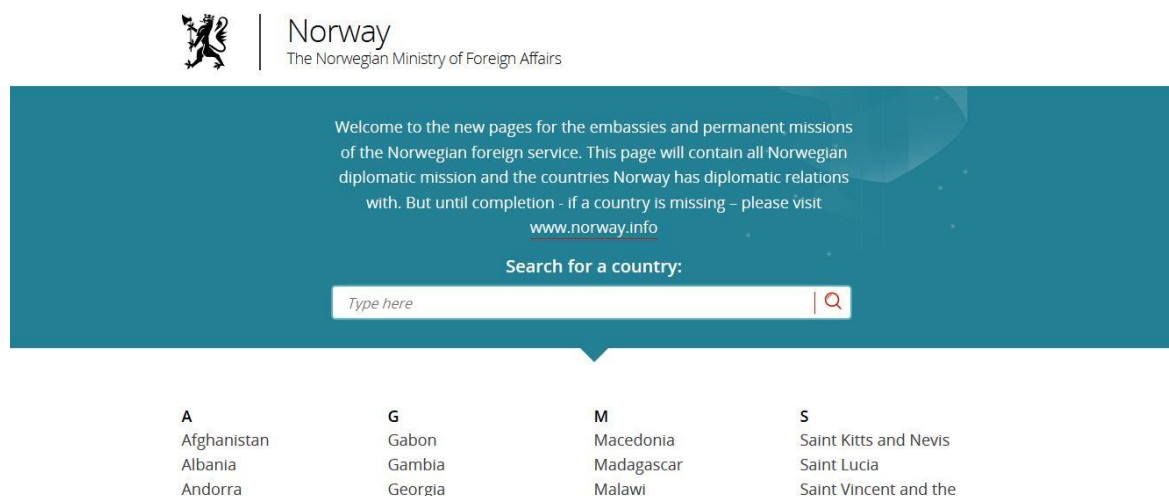 Norway
The Norwegian Ministry of Foreign Affairs
Welcome to the new pages for the embassies and permanent missions
of the Norwegian foreign service. This page will contain all Norwegian
diplomatic mission and the countries Norway has diplomatic relations
with. But until completion - if a country is missing – please visit
www.norway.info
Search for a country:
Type here
A
Afghanistan
Albania
Andorra
G
Gabon
Gambia
Georgia
M
Macedonia
Madagascar
Malawi
S
Saint Kitts and Nevis
Saint Lucia
Saint Vincent and the